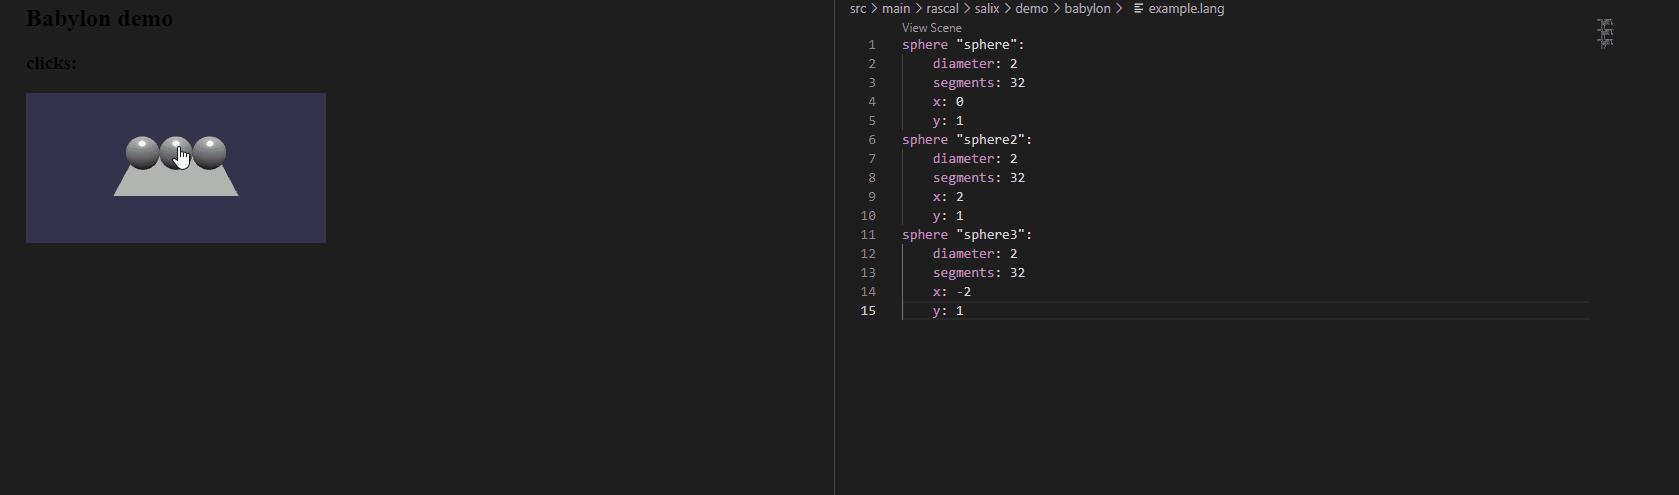 Babylon demo
clicks:
src > main > rascal > salix > demo > babylon > example.lang
View Scene
1 sphere "sphere":
2 diameter: 2
3 segments: 32
4 x: 0
5 y: 1
6 sphere "sphere2":
7 diameter: 2
8 segments: 32
9 x: 2
10 y: 1
11 sphere "sphere3":
12 diameter: 2
13 segments: 32
14 x: -2
15 y: 1